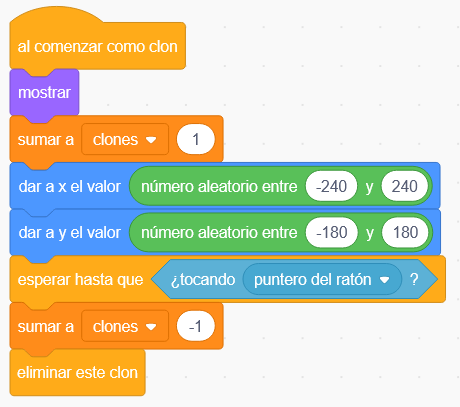 al comenzar como clon
mostrar
sumar a clones 1
dar a x el valor número aleatorio entre -240 y 240
dar a y el valor número aleatorio entre -180 y 180
esperar hasta que ¿tocando puntero del ratón ?
sumar a clones -1
eliminar este clon